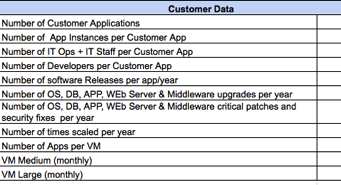 Customer Data
Number of Customer Applications
Number of  App Instances per Customer App
Number of IT Ops + IT Staff per Customer App
Number of Developers per Customer App
Number of software Releases per app/year
Number of OS, DB, APP, WEb Server & Middleware upgrades per year
Number of OS, DB, APP, WEb Server & Middleware critical patches and
security fixes  per year
Number of times scaled per year
Number of Apps per VM
VM Medium (monthly)
VM Large (monthly)